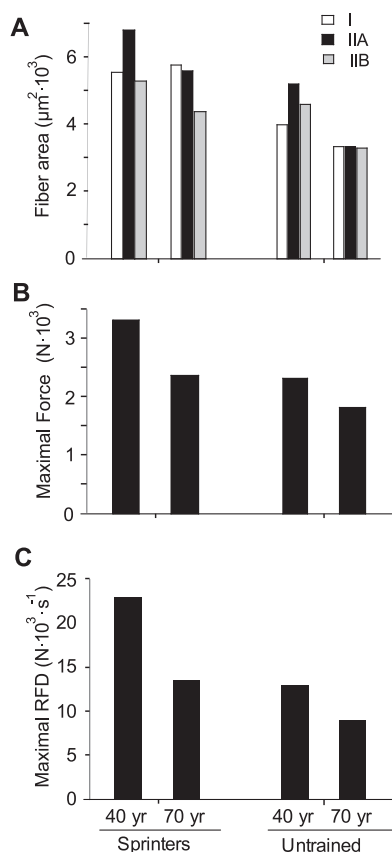 A
I
IIA
IIB
Fiber area (µm²·10³)
6
4
2
0
B
Maximal Force (N·10³)
3
2
1
0
C
Maximal RFD (N·10³·s⁻¹)
25
20
15
10
5
0
40 yr 70 yr 40 yr 70 yr
Sprinters Untrained